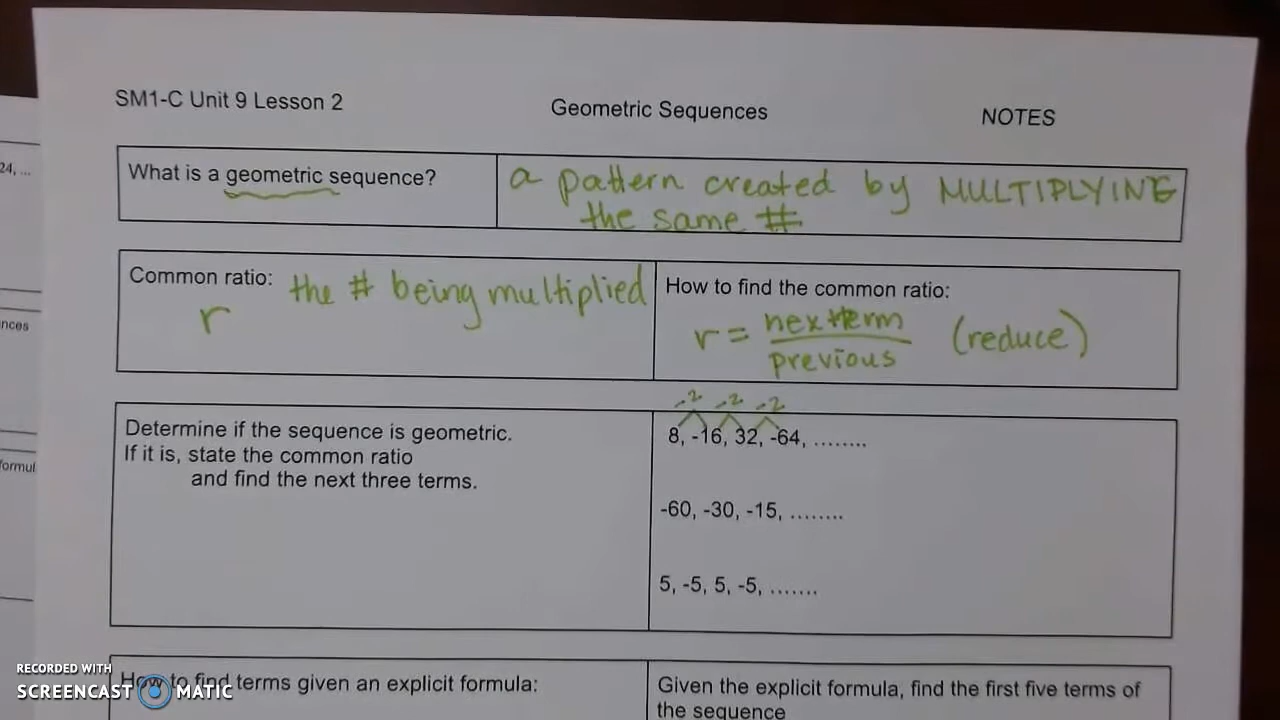 SM1-C Unit 9 Lesson 2
Geometric Sequences
NOTES
24, ...
What is a geometric sequence?
a pattern created by MULTIPLYING
the same #
Common ratio: the # being multiplied
r
How to find the common ratio:
r = next term
previous
(reduce)
nces
-2 -2 -2
Determine if the sequence is geometric.
If it is, state the common ratio
and find the next three terms.
8, -16, 32, -64, ........
-60, -30, -15, ........
5, -5, 5, -5, .......
formul
How to find terms given an explicit formula:
Given the explicit formula, find the first five terms of
the sequence
RECORDED WITH
SCREENCAST MATIC